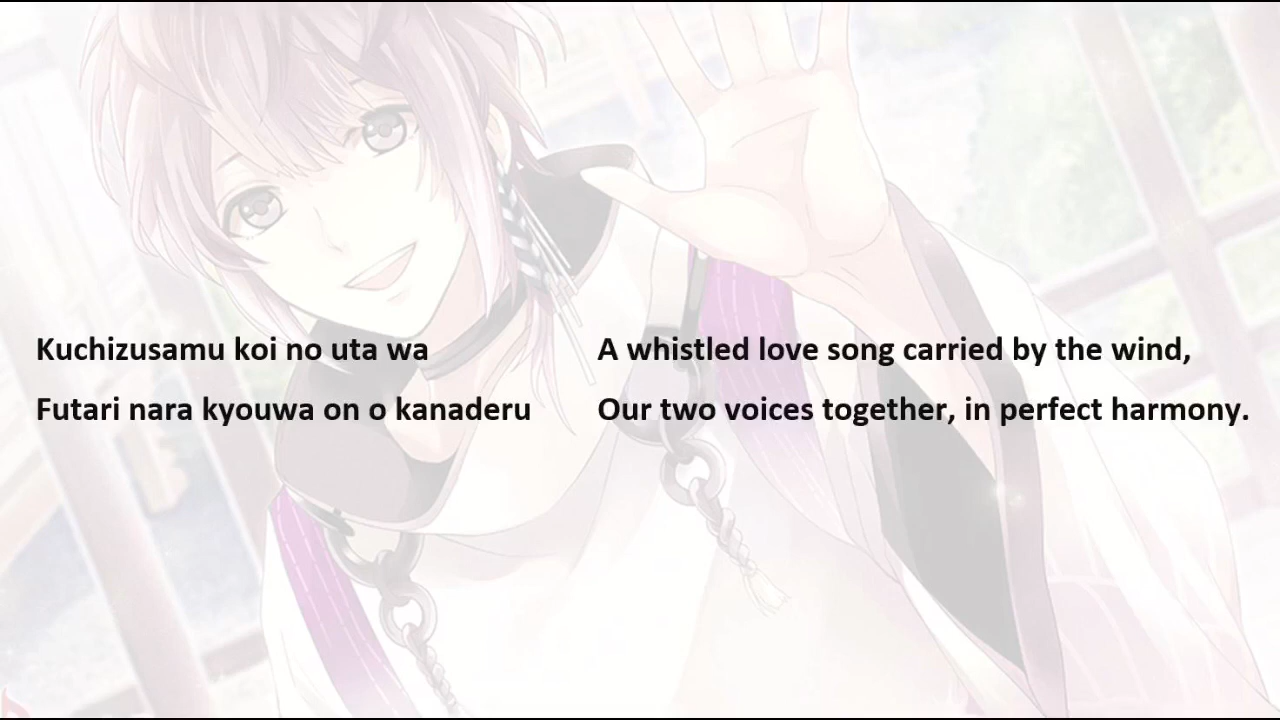 Kuchizusamu koi no uta wa
Futari nara kyouwa on o kanaderu
A whistled love song carried by the wind,
Our two voices together, in perfect harmony.